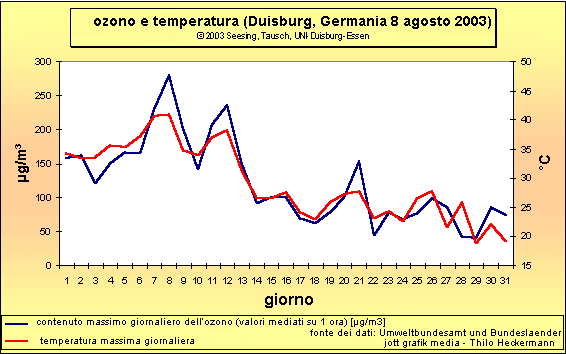 ozono e temperatura (Duisburg, Germania 8 agosto 2003)
© 2003 Seesing, Tausch, UNI Duisburg-Essen
300
250
200
150
100
50
0
µg/m³
50
45
40
35
30
25
20
15
°C
1 2 3 4 5 6 7 8 9 10 11 12 13 14 15 16 17 18 19 20 21 22 23 24 25 26 27 28 29 30 31
giorno
contenuto massimo giornaliero dell'ozono (valori mediati su 1 ora) [µg/m3]
temperatura massima giornaliera
fonte dei dati: Umweltbundesamt und Bundeslaender
jott grafik media - Thilo Heckermann